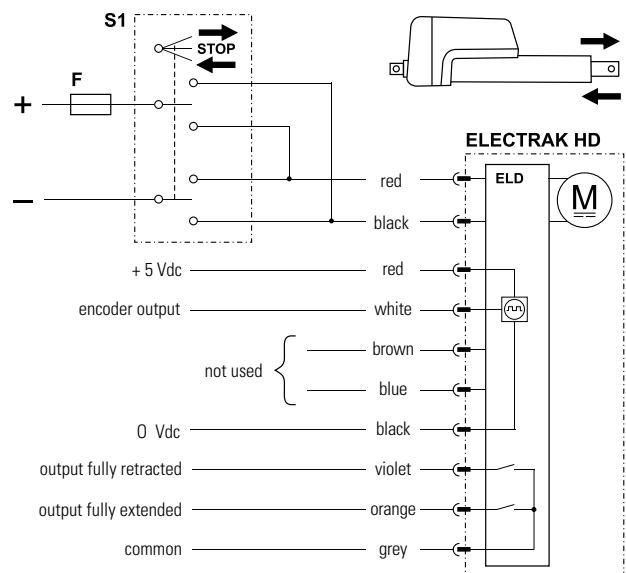 S1
STOP
F
+
−
ELECTRAK HD
ELD
M
red
black
+ 5 Vdc red
encoder output white
not used
brown
blue
0 Vdc black
output fully retracted violet
output fully extended orange
common grey